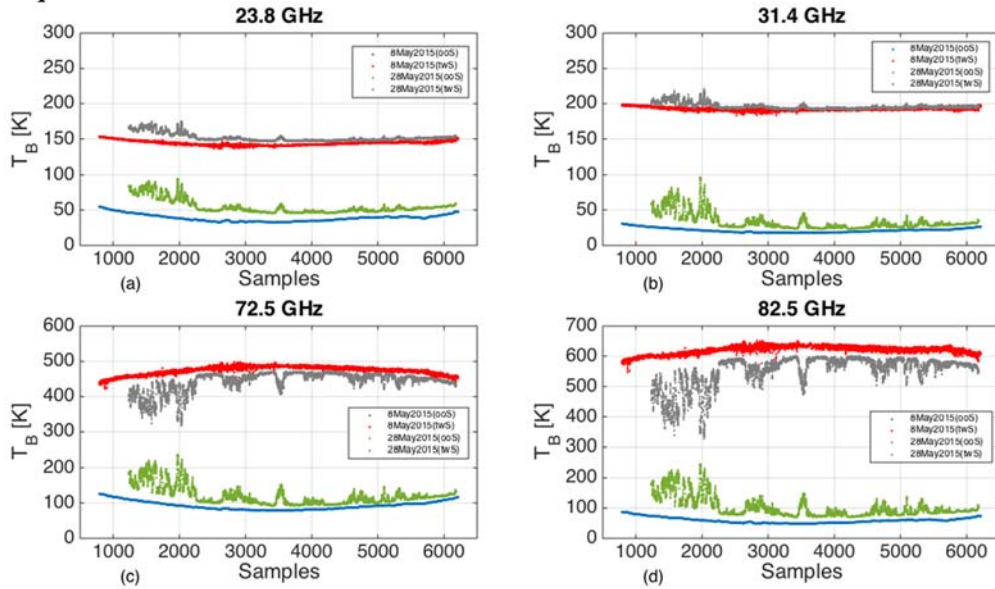 23.8 GHz
T_B [K]
300
250
200
150
100
50
0
8May2015(ooS)
8May2015(twS)
28May2015(ooS)
28May2015(twS)
1000 2000 3000 4000 5000 6000
(a)
Samples
31.4 GHz
T_B [K]
300
250
200
150
100
50
0
8May2015(ooS)
8May2015(twS)
28May2015(ooS)
28May2015(twS)
1000 2000 3000 4000 5000 6000
(b)
Samples
72.5 GHz
T_B [K]
600
500
400
300
200
100
0
8May2015(ooS)
8May2015(twS)
28May2015(ooS)
28May2015(twS)
1000 2000 3000 4000 5000 6000
(c)
Samples
82.5 GHz
T_B [K]
700
600
500
400
300
200
100
0
8May2015(ooS)
8May2015(twS)
28May2015(ooS)
28May2015(twS)
1000 2000 3000 4000 5000 6000
(d)
Samples